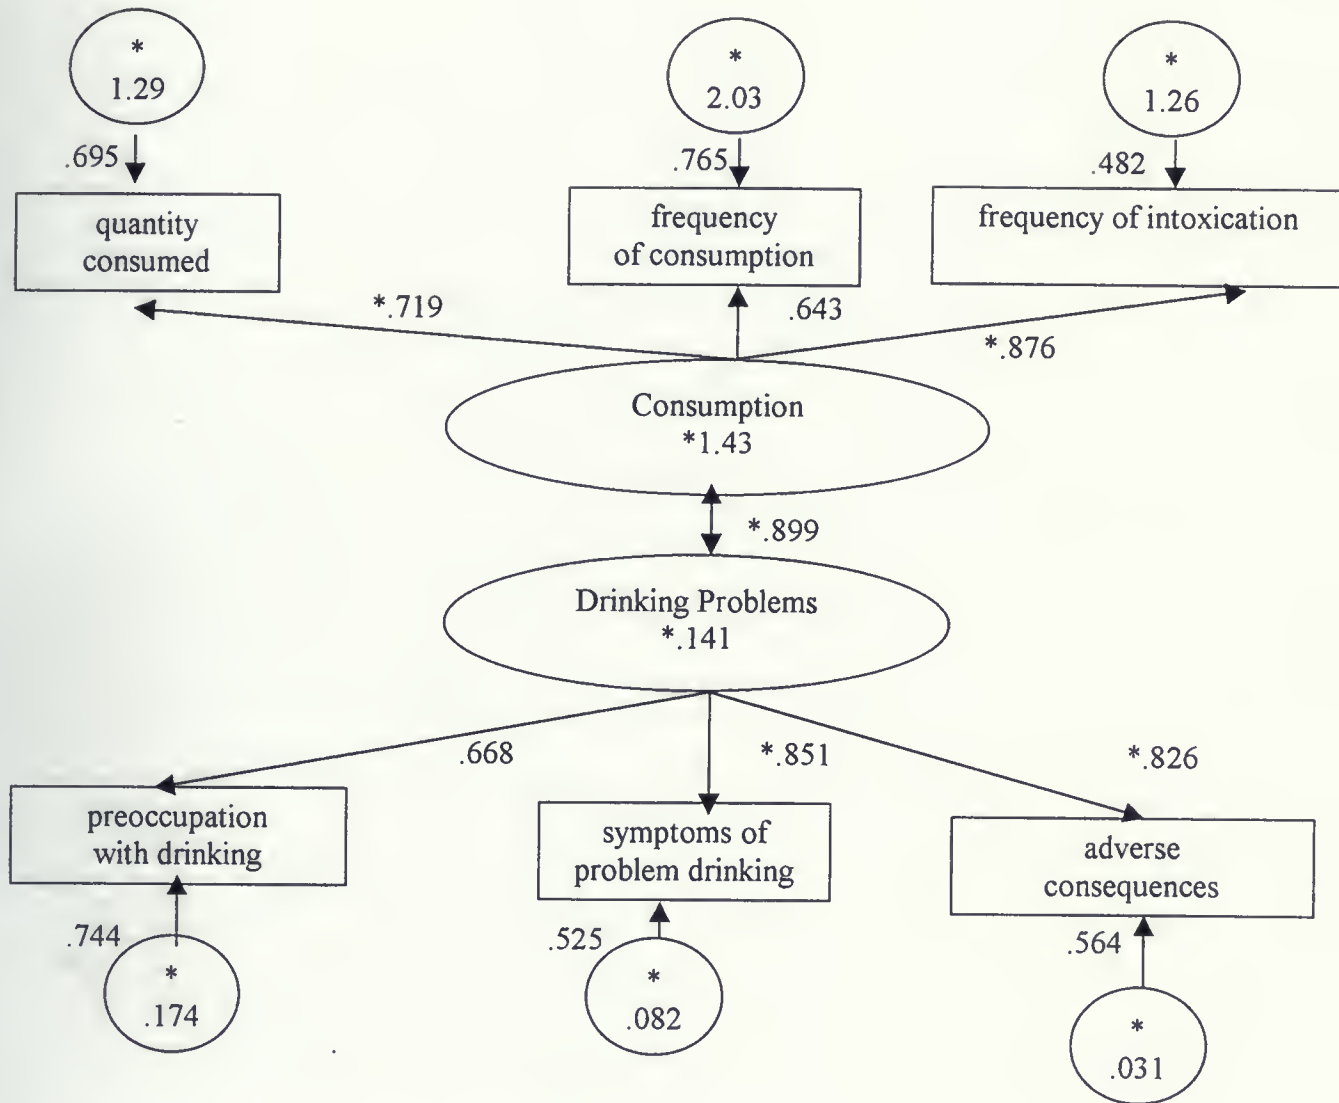 *
1.29
*
2.03
*
1.26
.695
.765
.482
quantity
consumed
frequency
of consumption
frequency of intoxication
*.719
.643
*.876
Consumption
*1.43
*.899
Drinking Problems
*.141
.668
*.851
*.826
preoccupation
with drinking
symptoms of
problem drinking
adverse
consequences
.744
.525
.564
*
.174
*
.082
*
.031